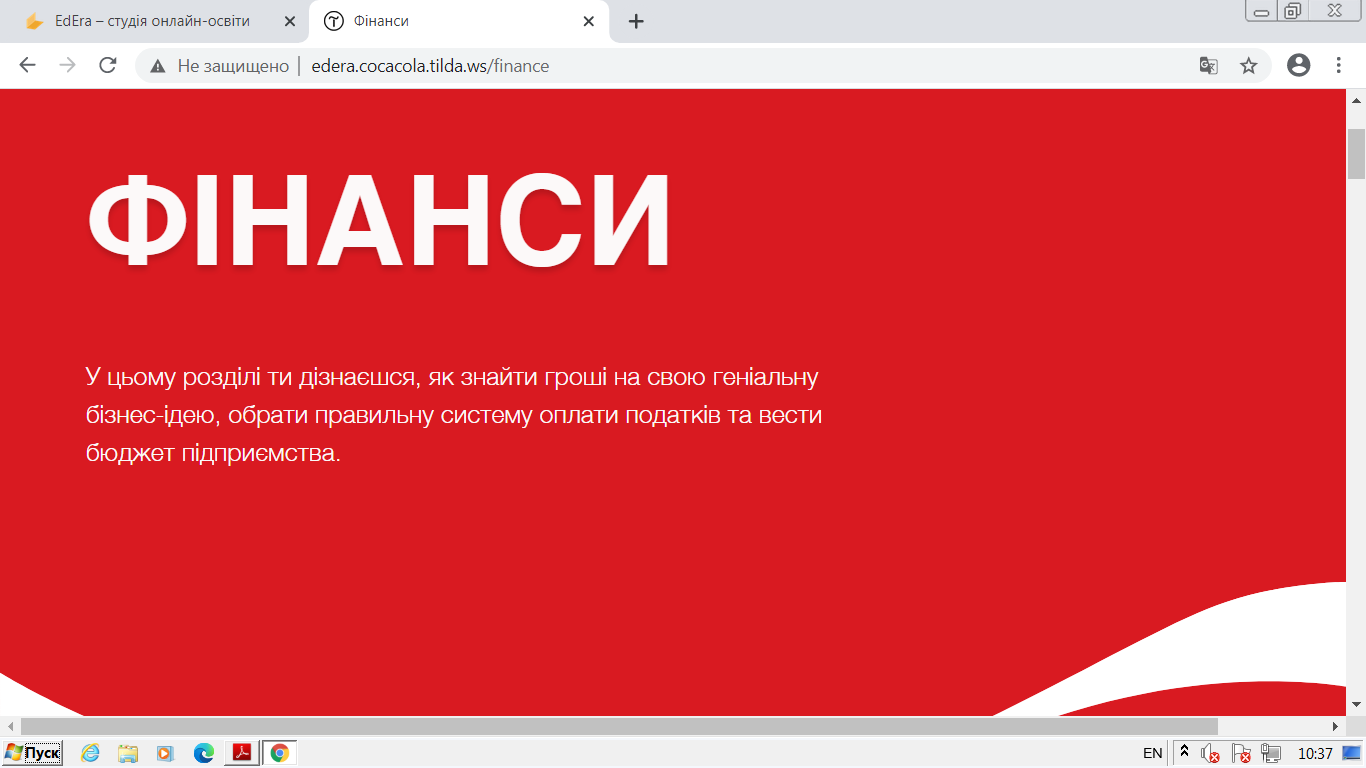 EdEra – студія онлайн-освіти
Фінанси
Не защищено
edera.cocacola.tilda.ws/finance
ФІНАНСИ
У цьому розділі ти дізнаєшся, як знайти гроші на свою геніальну
бізнес-ідею, обрати правильну систему оплати податків та вести
бюджет підприємства.
Пуск
EN
10:37